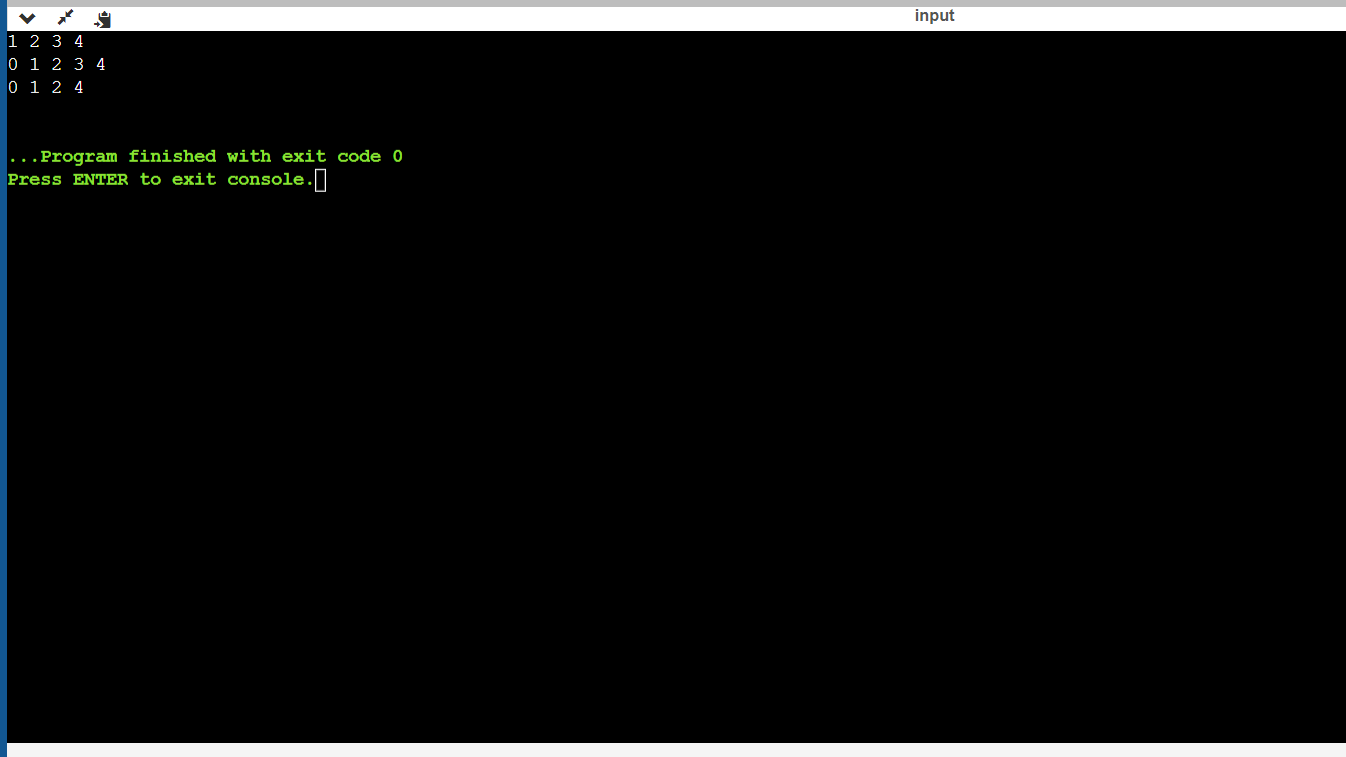 input
1 2 3 4
0 1 2 3 4
0 1 2 4
...Program finished with exit code 0
Press ENTER to exit console.